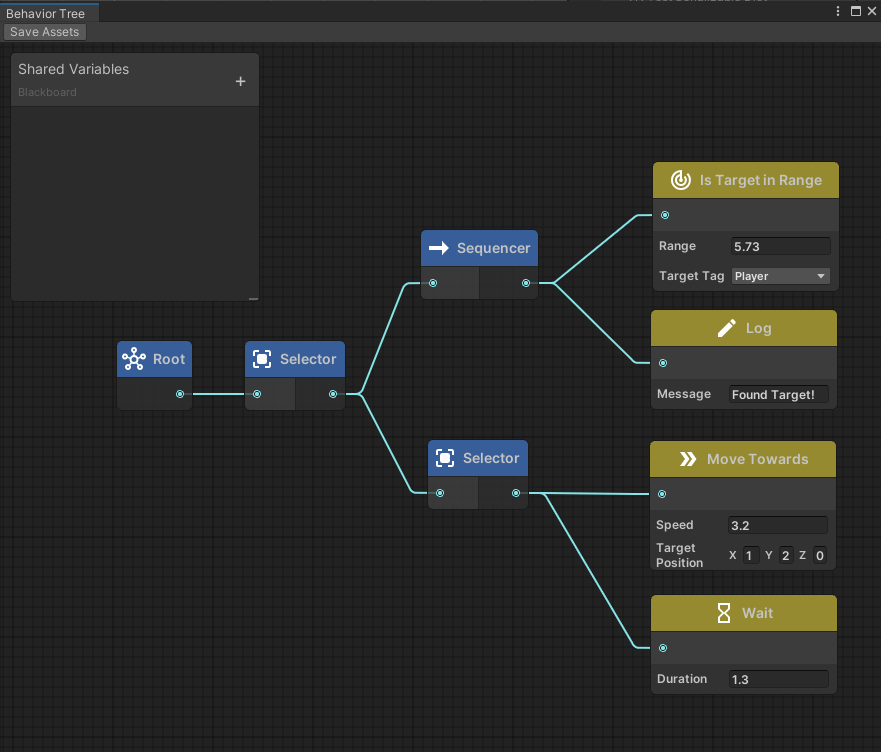 Behavior Tree
Save Assets
Shared Variables
Blackboard
Is Target in Range
Range 5.73
Target Tag Player
Sequencer
Log
Message Found Target!
Root
Selector
Selector
Move Towards
Speed 3.2
Target
Position X 1 Y 2 Z 0
Wait
Duration 1.3